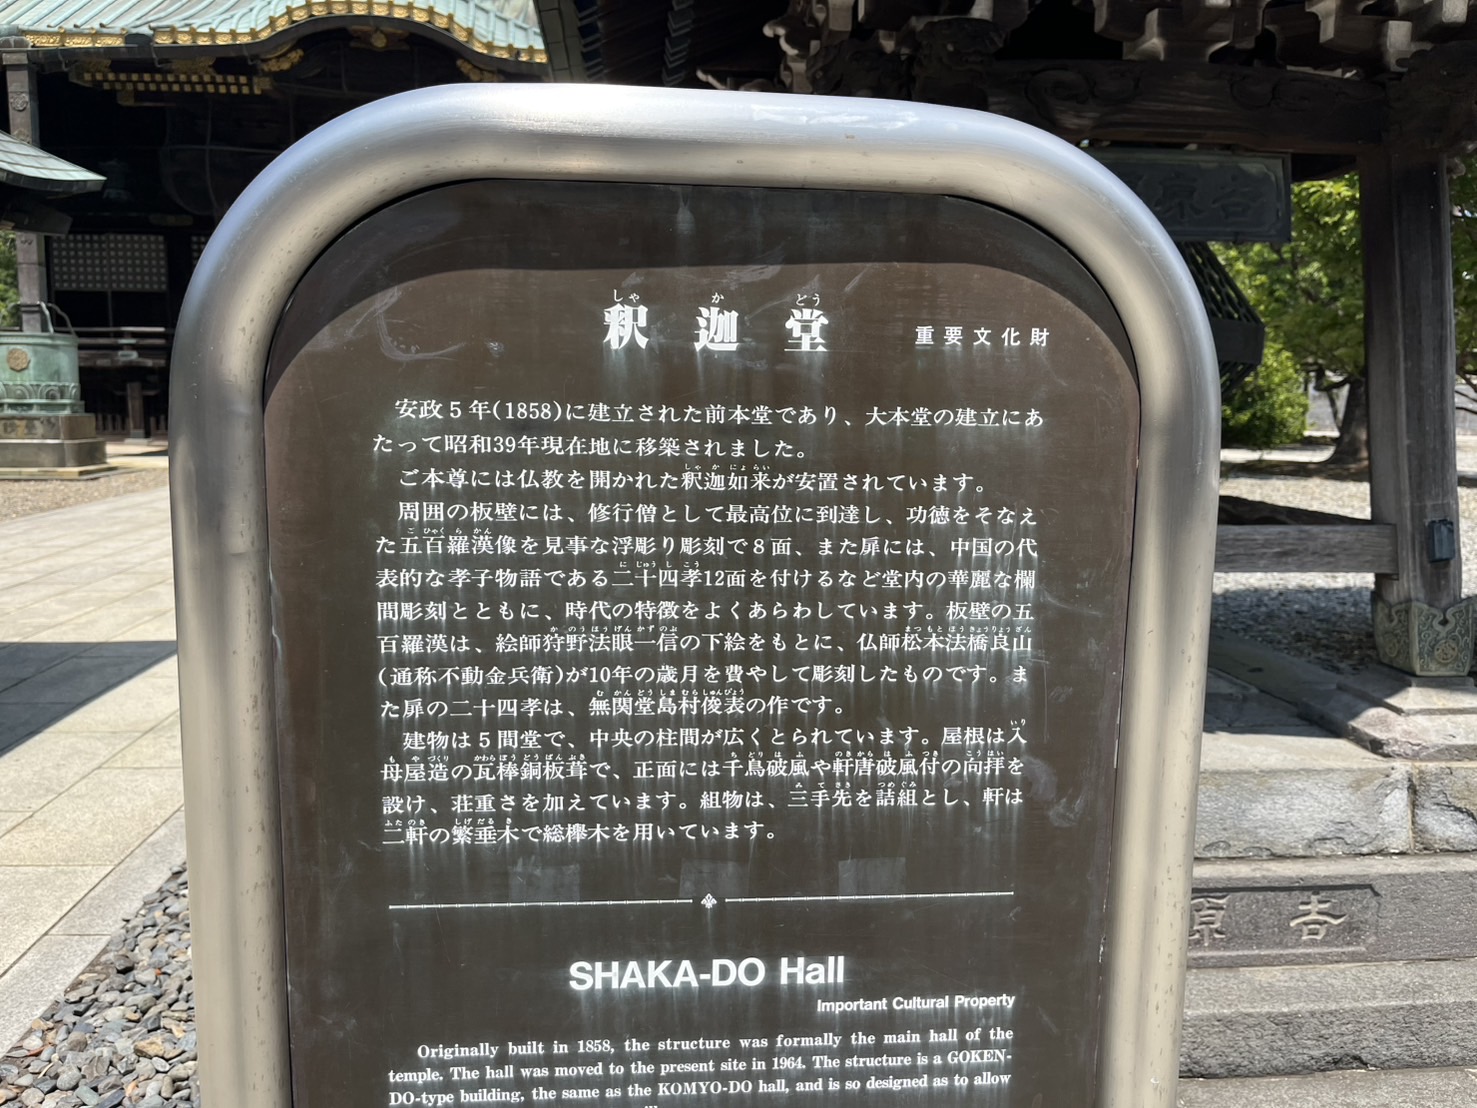 釈迦堂 重要文化財
安政5年(1858)に建立された前本堂であり、大本堂の建立にあ
たって昭和39年現在地に移築されました。
ご本尊には仏教を開かれた釈迦如来が安置されています。
周囲の板壁には、修行僧として最高位に到達し、功徳をそなえ
た五百羅漢像を見事な浮彫り彫刻で8面、また扉には、中国の代
表的な孝子物語である二十四孝12面を付けるなど堂内の華麗な欄
間彫刻とともに、時代の特徴をよくあらわしています。板壁の五
百羅漢は、絵師狩野法眼一信の下絵をもとに、仏師松本法橋良山
(通称不動金兵衛)が10年の歳月を費やして彫刻したものです。ま
た扉の二十四孝は、無関堂島村俊表の作です。
建物は5間堂で、中央の柱間が広くとられています。屋根は入
母屋造の瓦棒銅板葺で、正面には千鳥破風や軒唐破風付の向拝を
設け、荘重さを加えています。組物は、三手先を詰組とし、軒は
二軒の繁垂木で総欅木を用いています。
SHAKA-DO Hall
Important Cultural Property
Originally built in 1858, the structure was formally the main hall of the
temple. The hall was moved to the present site in 1964. The structure is a GOKEN-
DO-type building, the same as the KOMYO-DO hall, and is so designed as to allow
原 吉